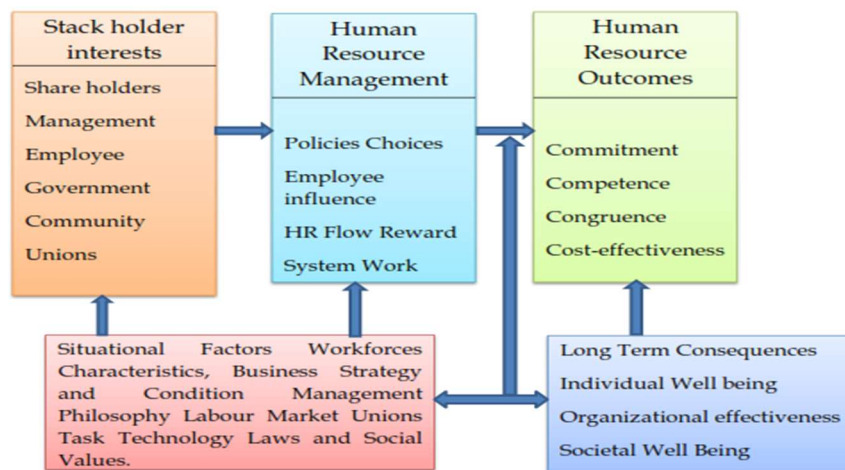 Stack holder
interests
Share holders
Management
Employee
Government
Community
Unions
Human
Resource
Management
Policies Choices
Employee
influence
HR Flow Reward
System Work
Human
Resource
Outcomes
Commitment
Competence
Congruence
Cost-effectiveness
Situational Factors Workforces
Characteristics, Business Strategy
and Condition Management
Philosophy Labour Market Unions
Task Technology Laws and Social
Values.
Long Term Consequences
Individual Well being
Organizational effectiveness
Societal Well Being